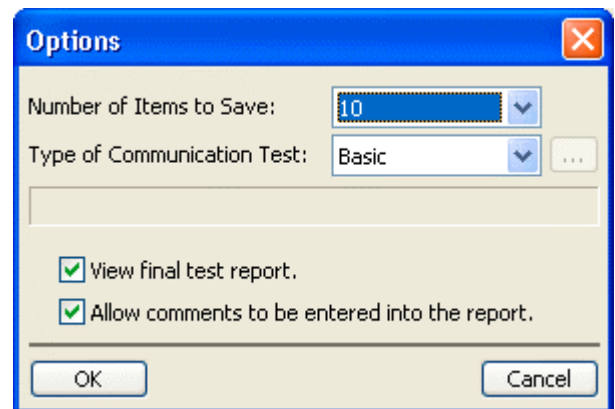 Options
Number of Items to Save: 10
Type of Communication Test: Basic ...
View final test report.
Allow comments to be entered into the report.
OK Cancel